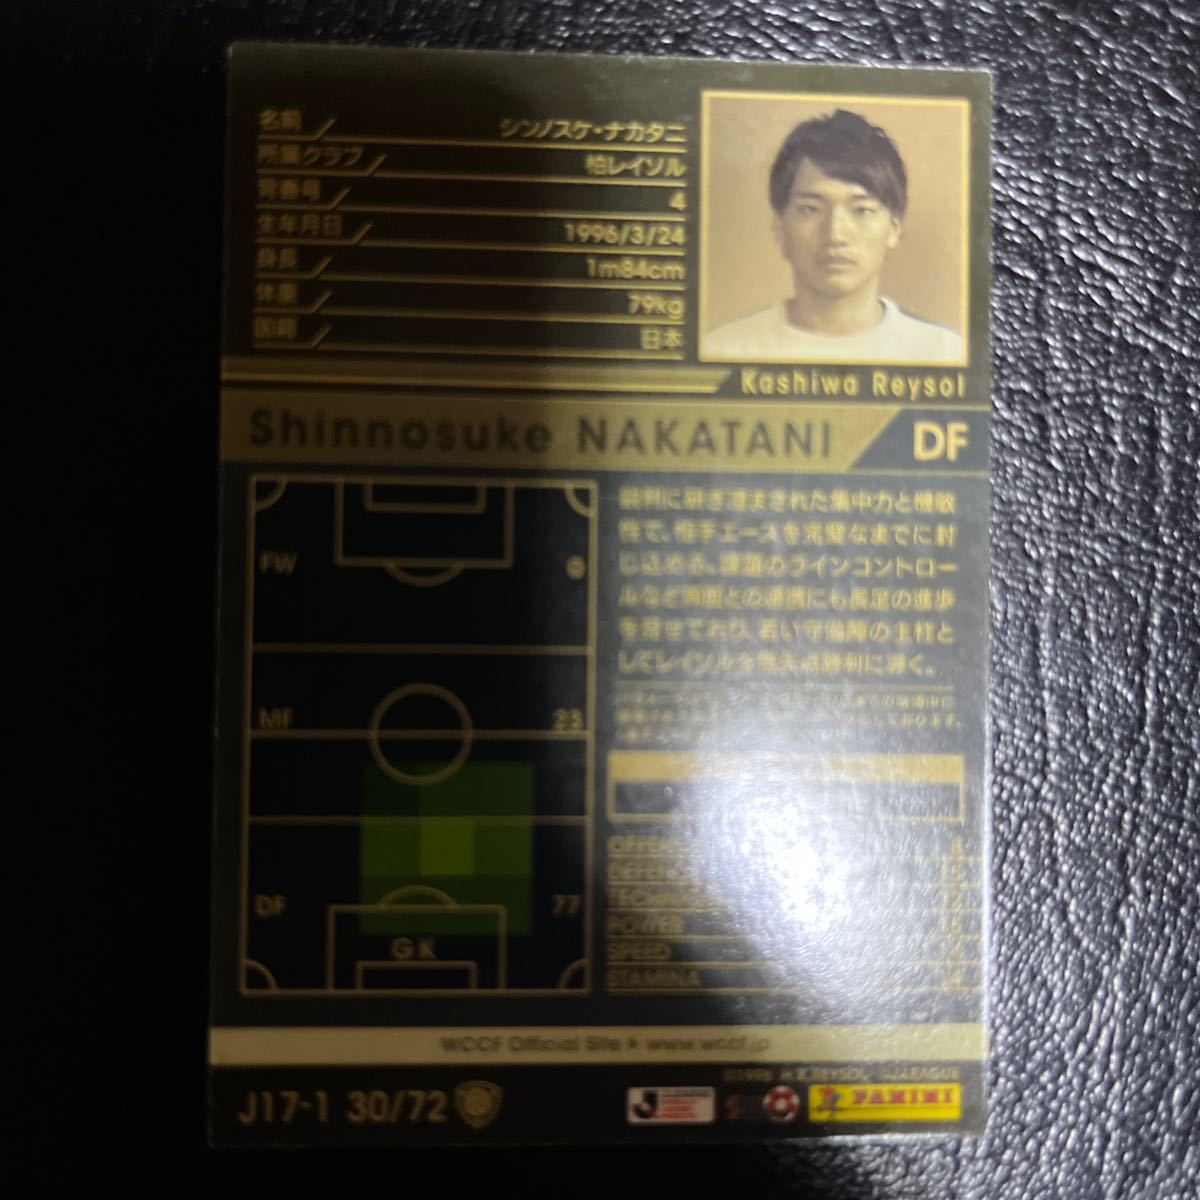 名前 シンノスケ・ナカタニ
所属クラブ 柏レイソル
背番号 4
生年月日 1996/3/24
身長 1m84cm
体重 79kg
国籍 日本
Kashiwa Reysol
Shinnosuke NAKATANI DF
鋭利に研ぎ澄まされた集中力と機敏
性で、相手エースを完璧なまでに封
じ込める。課題のラインコントロー
ルなど周囲との連携にも長足の進歩
を見せており、若い守備陣の主柱と
してレイソルを無失点勝利に導く。
FW 0
MF 23
DF 77
GK
OFFENSE 8
DEFENSE
TECHNIQUE
POWER
SPEED
STAMINA
WCCF Official Site ▶ www.wccf.jp
J.LEAGUE
J17-1 30/72
PANINI